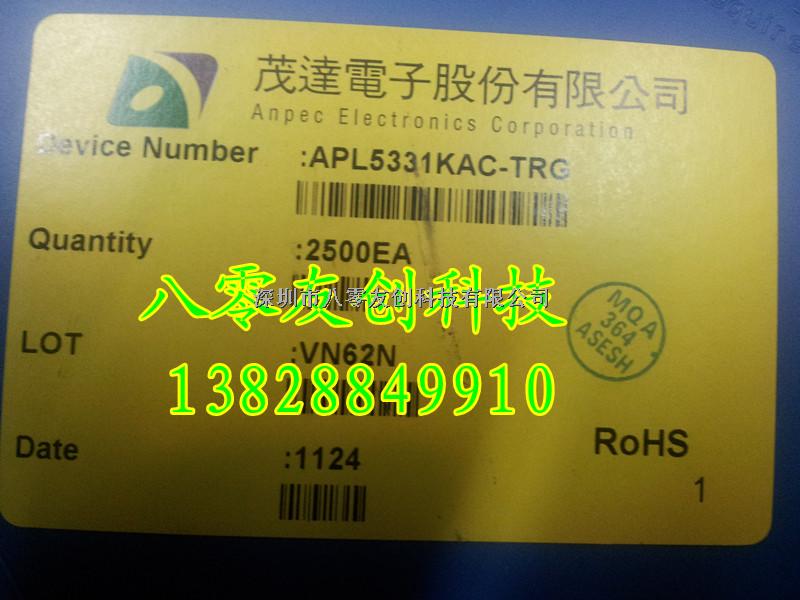 茂達電子股份有限公司
Anpec Electronics Corporation
Device Number :APL5331KAC-TRG
Quantity :2500EA
八零友创科技
深圳市八零友创科技有限公司
MQA
364
ASESH
LOT :VN62N
13828849910
RoHS
Date :1124
1